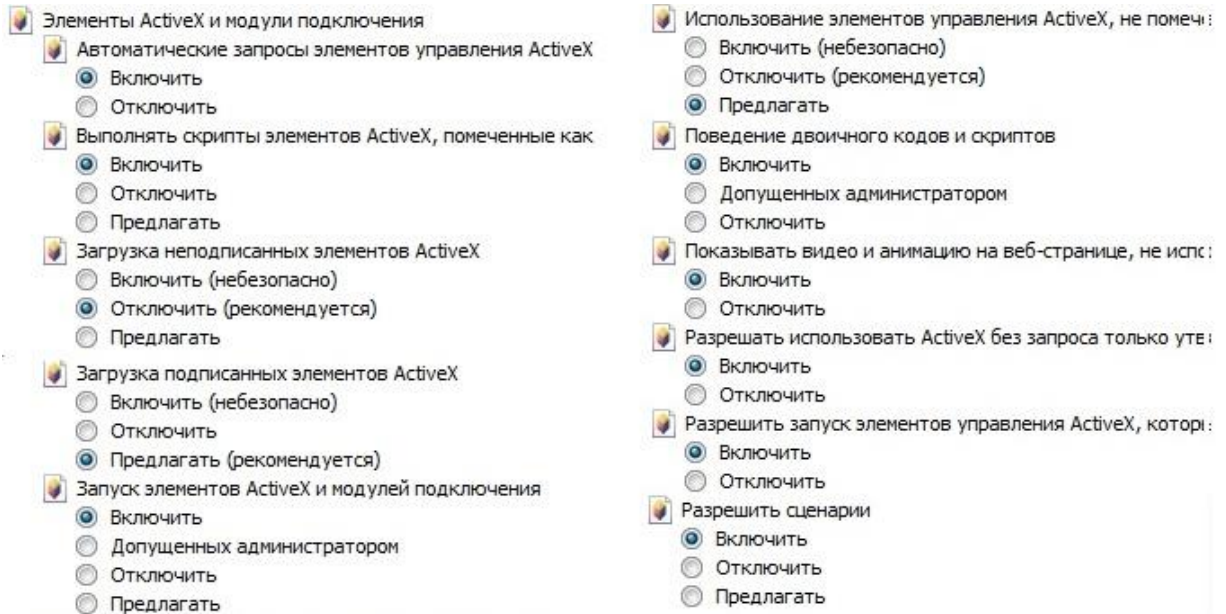 Элементы ActiveX и модули подключения
Автоматические запросы элементов управления ActiveX
Включить
Отключить
Выполнять скрипты элементов ActiveX, помеченные как
Включить
Отключить
Предлагать
Загрузка неподписанных элементов ActiveX
Включить (небезопасно)
Отключить (рекомендуется)
Предлагать
Загрузка подписанных элементов ActiveX
Включить (небезопасно)
Отключить
Предлагать (рекомендуется)
Запуск элементов ActiveX и модулей подключения
Включить
Допущенных администратором
Отключить
Предлагать
Использование элементов управления ActiveX, не
Включить (небезопасно)
Отключить (рекомендуется)
Предлагать
Поведение двоичного кодов и скриптов
Включить
Допущенных администратором
Отключить
Показывать видео и анимацию на веб-странице, не
Включить
Отключить
Разрешать использовать ActiveX без запроса только
Включить
Отключить
Разрешить запуск элементов управления ActiveX,
Включить
Отключить
Разрешить сценарии
Включить
Отключить
Предлагать